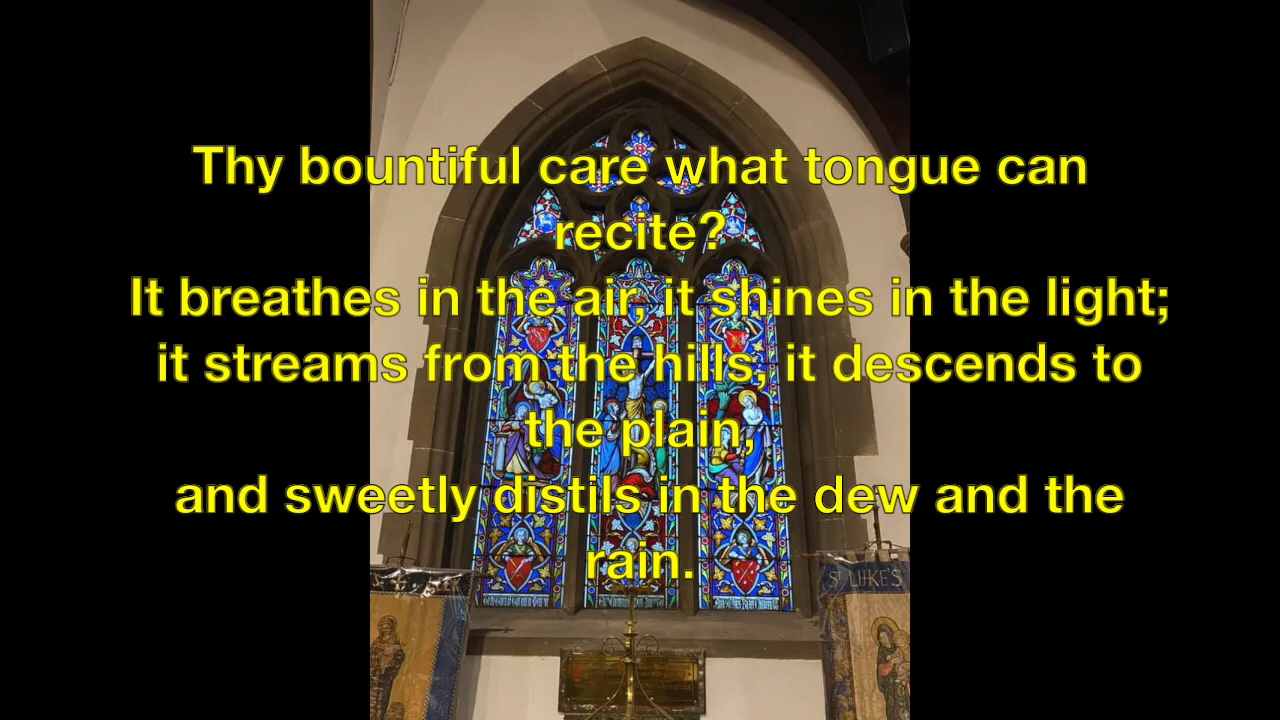 Thy bountiful care what tongue can
recite?
It breathes in the air, it shines in the light;
it streams from the hills, it descends to
the plain,
and sweetly distils in the dew and the
rain.
ST LUKE'S